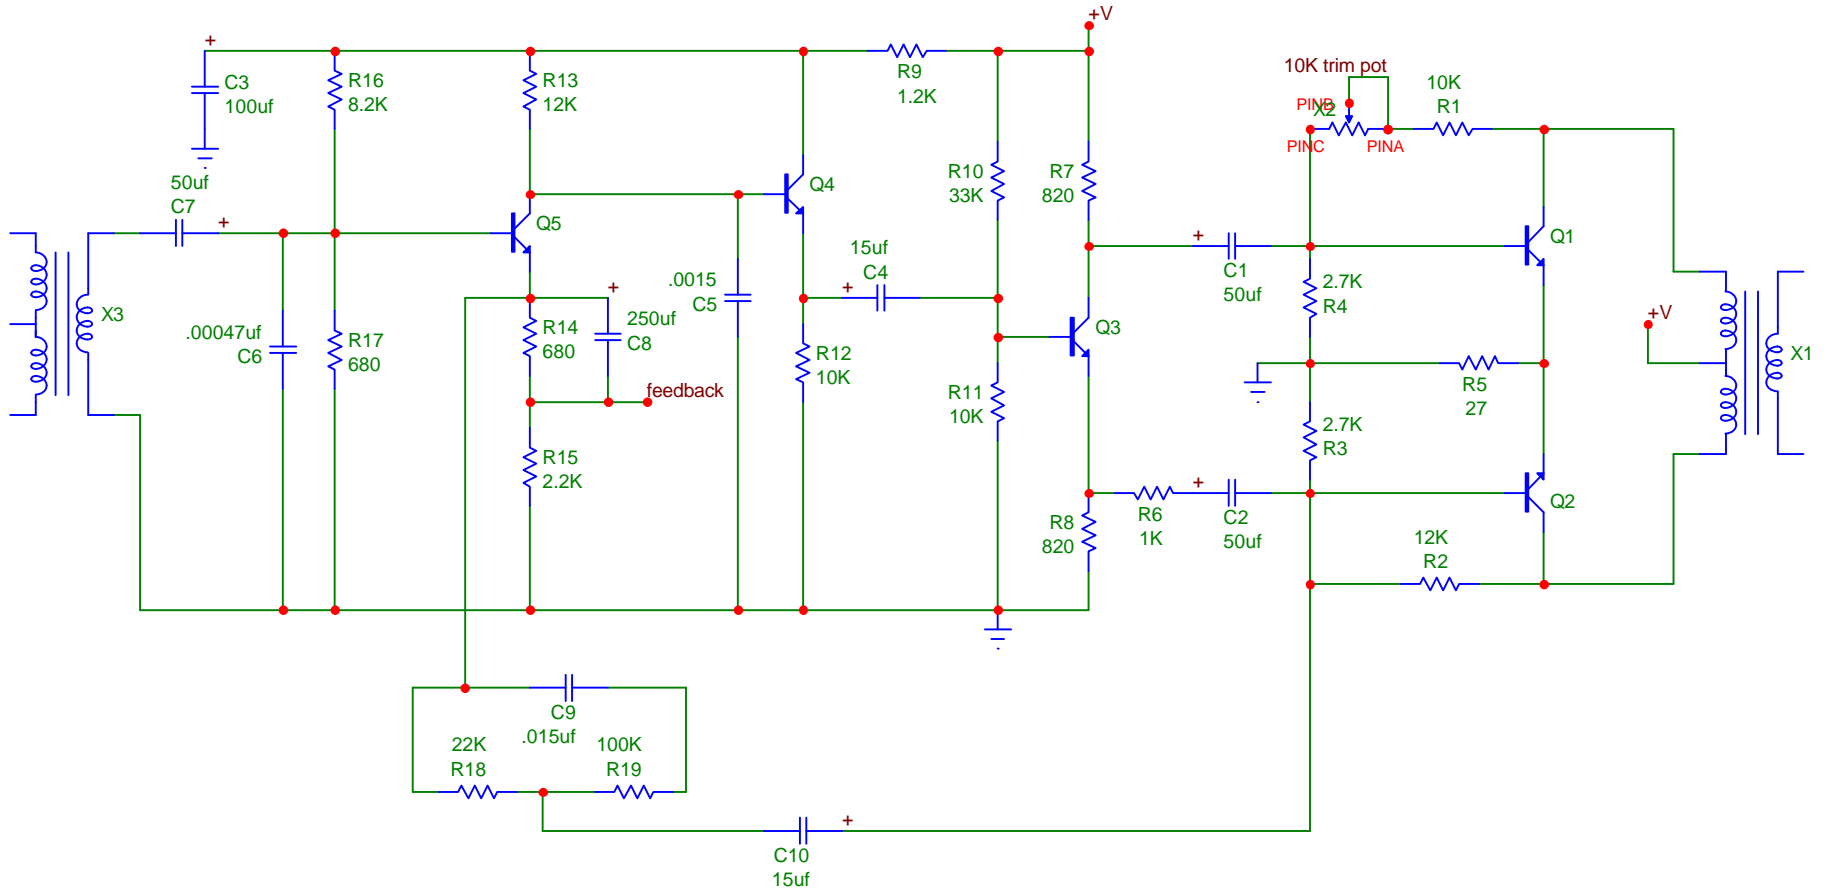 +V
+
C3
100uf
R16
8.2K
R13
12K
R9
1.2K
10K trim pot
10K
R1
PINB
X2
PINC
PINA
50uf
C7
+
Q5
Q4
R10
33K
R7
820
X3
.00047uf
C6
R17
680
R14
680
+
250uf
C8
feedback
.0015
C5
15uf
C4
+
R12
10K
R11
10K
Q3
+
C1
50uf
2.7K
R4
Q1
+V
X1
R5
27
2.7K
R3
R15
2.2K
R8
820
R6
1K
+
C2
50uf
Q2
12K
R2
C9
.015uf
22K
R18
100K
R19
+
C10
15uf